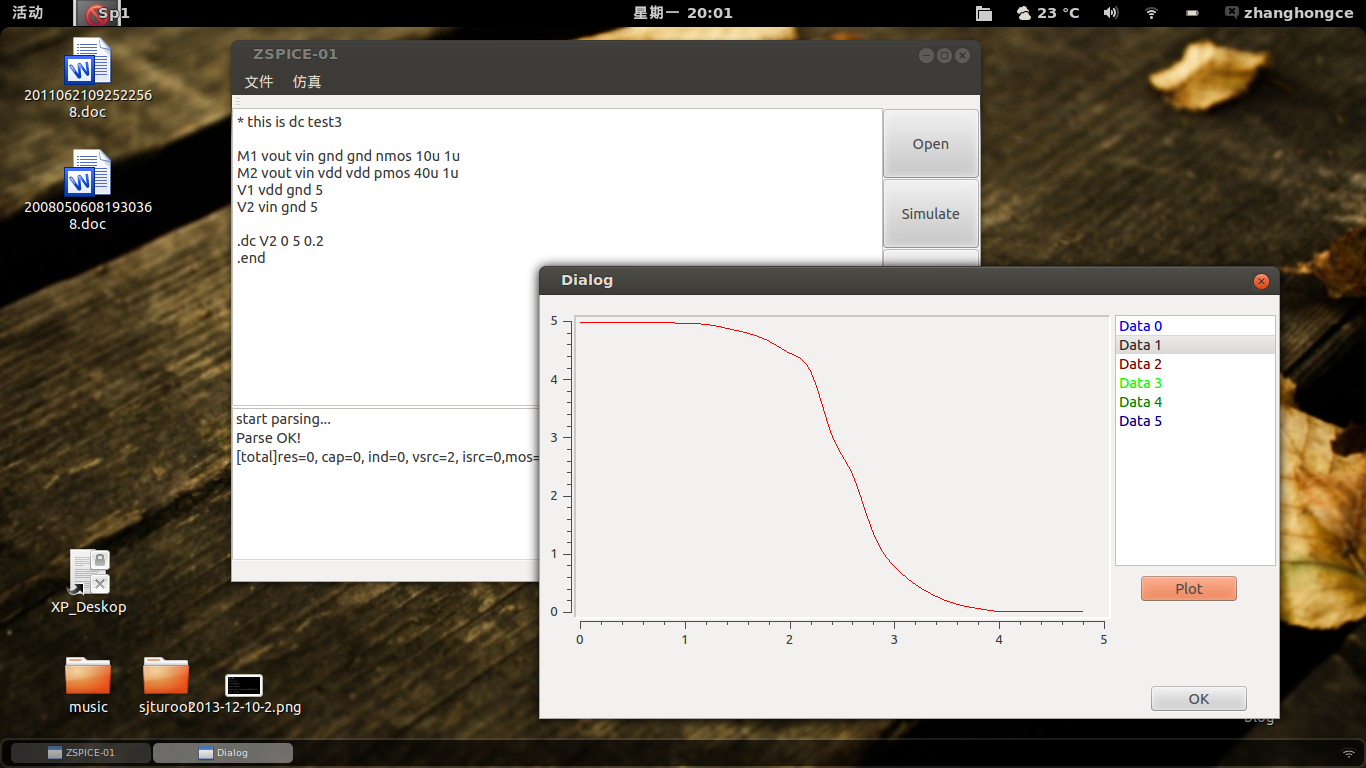 活动
Sp1
星期一 20:01
23 °C
zhanghongce
2011062109252256
8.doc
2008050608193036
8.doc
XP_Deskop
music
sjturool
2013-12-10-2.png
ZSPICE-01
文件 仿真
* this is dc test3
M1 vout vin gnd gnd nmos 10u 1u
M2 vout vin vdd vdd pmos 40u 1u
V1 vdd gnd 5
V2 vin gnd 5
.dc V2 0 5 0.2
.end
Open
Simulate
start parsing...
Parse OK!
[total]res=0, cap=0, ind=0, vsrc=2, isrc=0,mos=
Dialog
5
4
3
2
1
0
0 1 2 3 4 5
Data 0
Data 1
Data 2
Data 3
Data 4
Data 5
Plot
OK
ZSPICE-01
Dialog